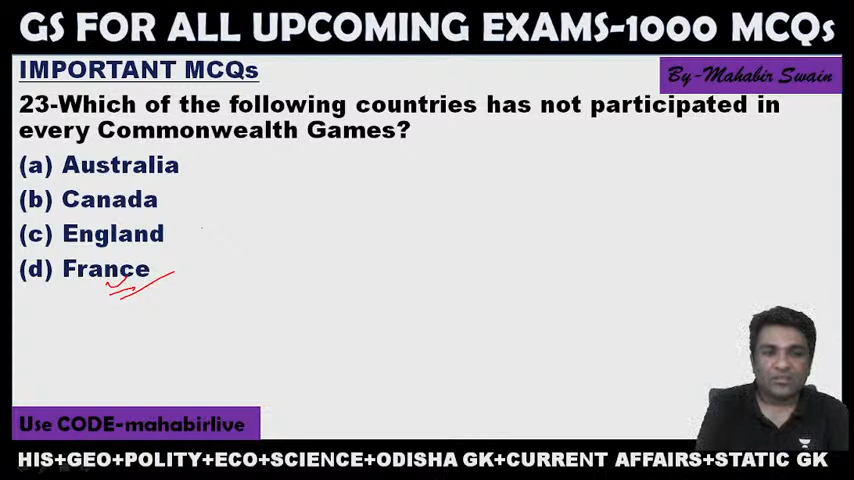 GS FOR ALL UPCOMING EXAMS-1000 MCQs
IMPORTANT MCQs
By-Mahabir Swain
23-Which of the following countries has not participated in
every Commonwealth Games?
(a) Australia
(b) Canada
(c) England
(d) France
Use CODE-mahabirlive
HIS+GEO+POLITY+ECO+SCIENCE+ODISHA GK+CURRENT AFFAIRS+STATIC GK